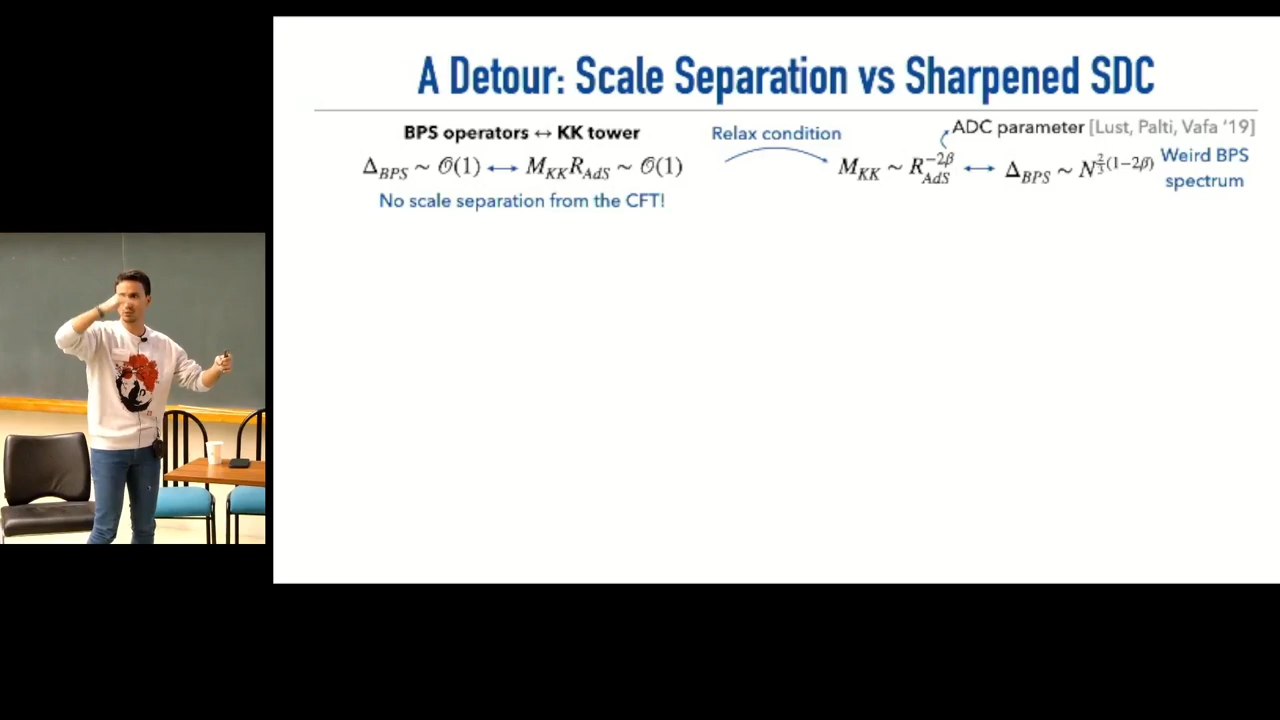 A Detour: Scale Separation vs Sharpened SDC
BPS operators ↔ KK tower
Δ_BPS ~ 𝒪(1) ↔ M_KK R_AdS ~ 𝒪(1)
No scale separation from the CFT!
Relax condition
ADC parameter [Lust, Palti, Vafa '19]
M_KK ~ R_AdS^{-2β} ↔ Δ_BPS ~ N^{\frac{2}{3}(1-2β)}
Weird BPS
spectrum